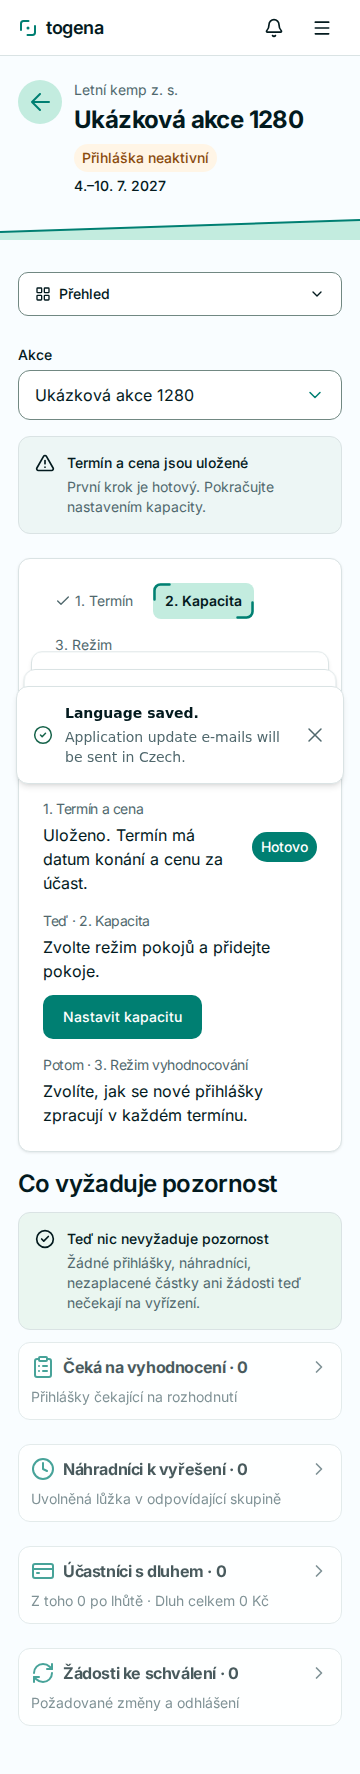 togena
Letní kemp z. s.
Ukázková akce 1280
Přihláška neaktivní
4.–10. 7. 2027
Přehled
Akce
Ukázková akce 1280
Termín a cena jsou uložené
První krok je hotový. Pokračujte
nastavením kapacity.
1. Termín
2. Kapacita
3. Režim
Language saved.
Application update e-mails will
be sent in Czech.
1. Termín a cena
Uloženo. Termín má
datum konání a cenu za
účast.
Hotovo
Teď · 2. Kapacita
Zvolte režim pokojů a přidejte
pokoje.
Nastavit kapacitu
Potom · 3. Režim vyhodnocování
Zvolíte, jak se nové přihlášky
zpracují v každém termínu.
Co vyžaduje pozornost
Teď nic nevyžaduje pozornost
Žádné přihlášky, náhradníci,
nezaplacené částky ani žádosti teď
nečekají na vyřízení.
Čeká na vyhodnocení · 0
Přihlášky čekající na rozhodnutí
Náhradníci k vyřešení · 0
Uvolněná lůžka v odpovídající skupině
Účastníci s dluhem · 0
Z toho 0 po lhůtě · Dluh celkem 0 Kč
Žádosti ke schválení · 0
Požadované změny a odhlášení